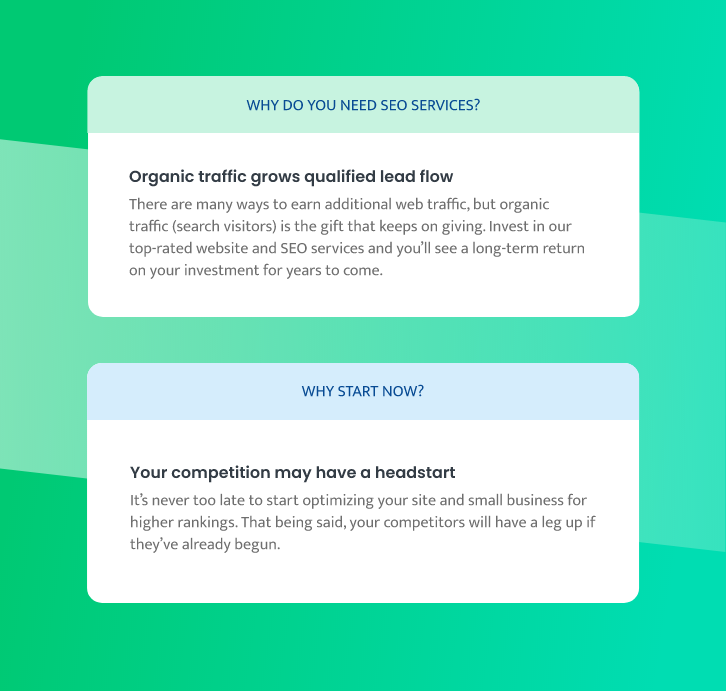 WHY DO YOU NEED SEO SERVICES?
Organic traffic grows qualified lead flow
There are many ways to earn additional web traffic, but organic
traffic (search visitors) is the gift that keeps on giving. Invest in our
top-rated website and SEO services and you’ll see a long-term return
on your investment for years to come.
WHY START NOW?
Your competition may have a headstart
It’s never too late to start optimizing your site and small business for
higher rankings. That being said, your competitors will have a leg up if
they’ve already begun.